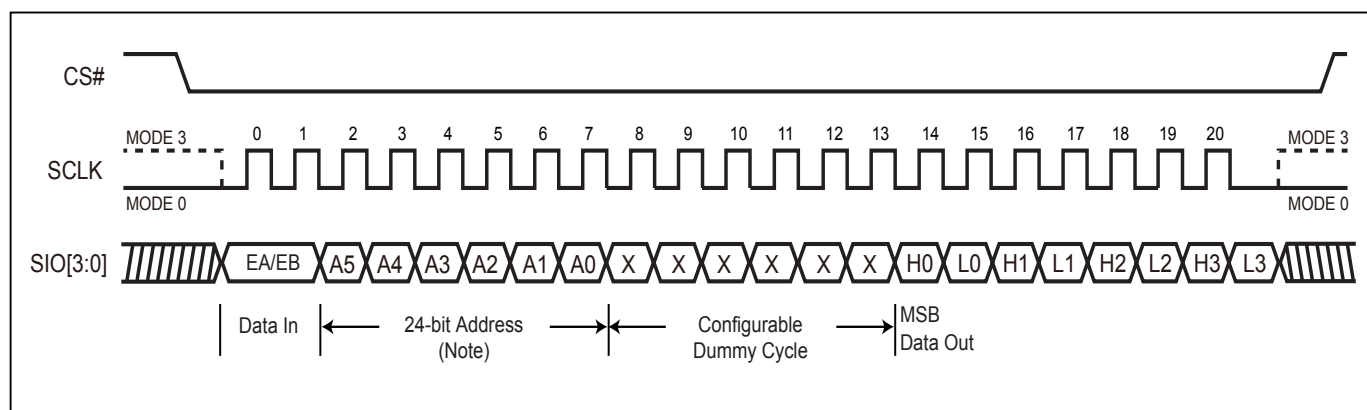 CS#
MODE 3
0 1 2 3 4 5 6 7 8 9 10 11 12 13 14 15 16 17 18 19 20
MODE 3
SCLK
MODE 0
MODE 0
SIO[3:0]
EA/EB A5 A4 A3 A2 A1 A0 X X X X X X H0 L0 H1 L1 H2 L2 H3 L3
Data In
24-bit Address
(Note)
Configurable
Dummy Cycle
MSB
Data Out